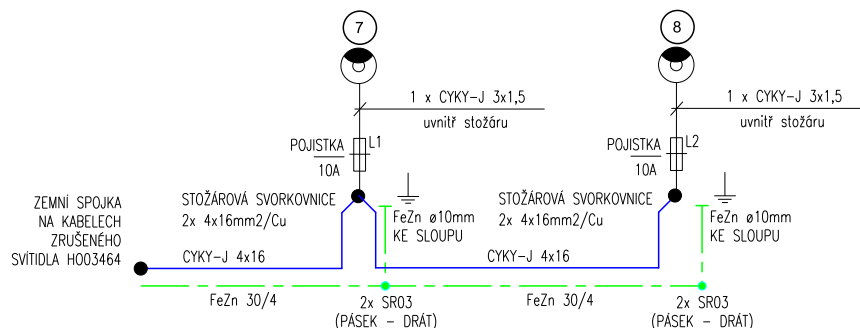 7
8
1 x CYKY-J 3x1,5
uvnitř stožáru
1 x CYKY-J 3x1,5
uvnitř stožáru
POJISTKA
10A
L1
POJISTKA
10A
L2
ZEMNÍ SPOJKA
NA KABELECH
ZRUŠENÉHO
SVÍTIDLA H003464
STOŽÁROVÁ SVORKOVNICE
2x 4x16mm2/Cu
FeZn ø10mm
KE SLOUPU
STOŽÁROVÁ SVORKOVNICE
2x 4x16mm2/Cu
FeZn ø10mm
KE SLOUPU
CYKY-J 4x16
CYKY-J 4x16
FeZn 30/4
2x SR03
(PÁSEK - DRÁT)
FeZn 30/4
2x SR03
(PÁSEK - DRÁT)